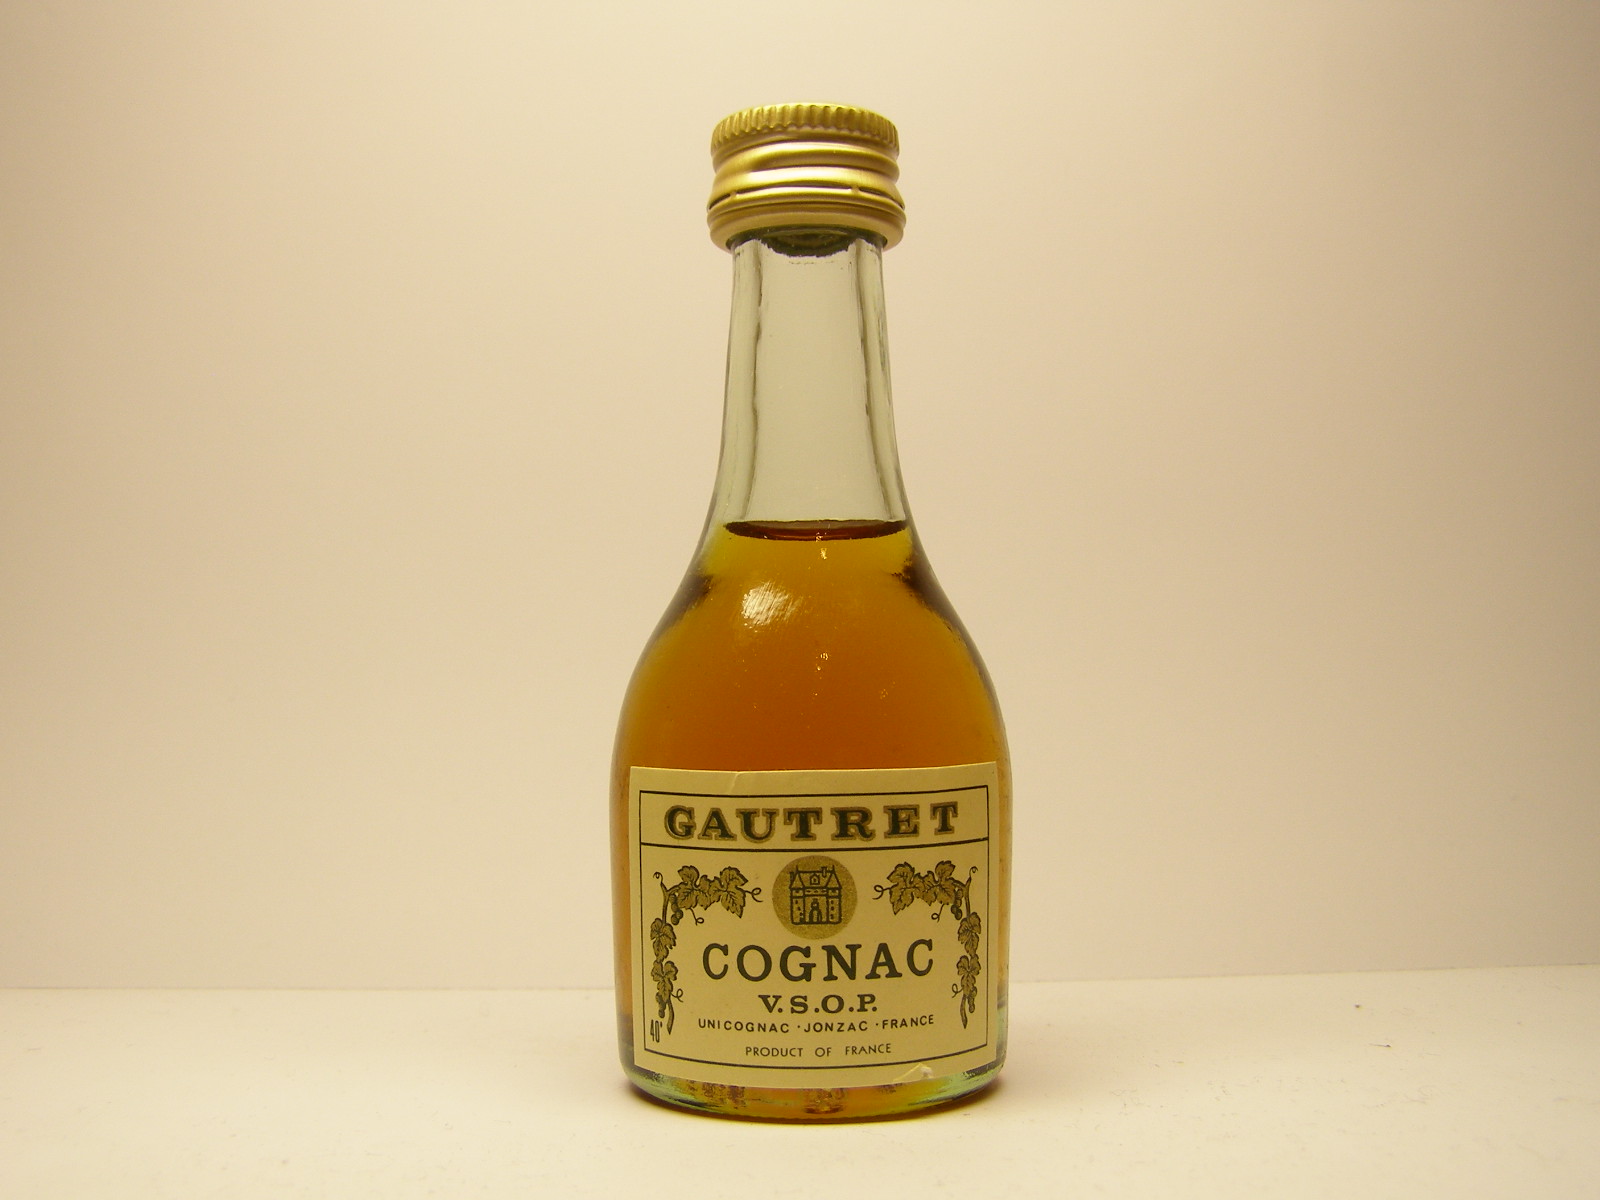 GAUTRET
COGNAC
V.S.O.P.
40°
UNICOGNAC · JONZAC · FRANCE
PRODUCT OF FRANCE